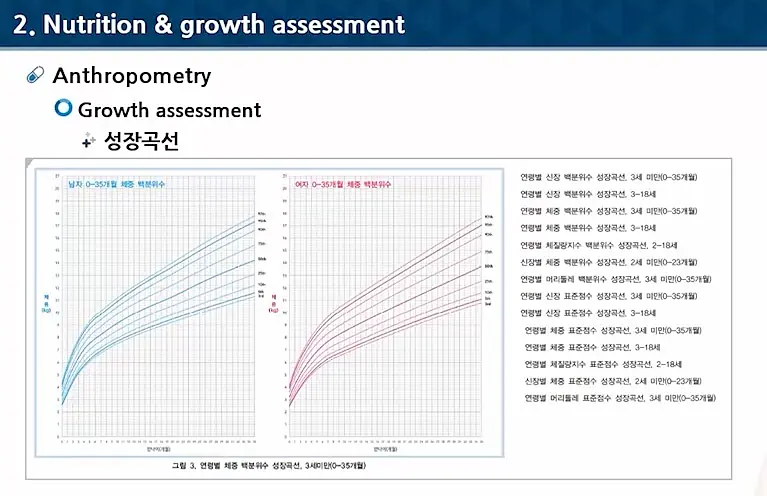 2. Nutrition & growth assessment
Anthropometry
Growth assessment
성장곡선
남자 0-35개월 체중 백분위수
여자 0-35개월 체중 백분위수
체중(kg)
체중(kg)
만나이(개월)
만나이(개월)
그림 3. 연령별 체중 백분위수 성장곡선, 3세미만(0-35개월)
연령별 신장 백분위수 성장곡선, 3세 미만(0-35개월)
연령별 신장 백분위수 성장곡선, 3-18세
연령별 체중 백분위수 성장곡선, 3세 미만(0-35개월)
연령별 체중 백분위수 성장곡선, 3-18세
연령별 체질량지수 백분위수 성장곡선, 2-18세
신장별 체중 백분위수 성장곡선, 2세 미만(0-23개월)
연령별 머리둘레 백분위수 성장곡선, 3세 미만(0-35개월)
연령별 신장 표준점수 성장곡선, 3세 미만(0-35개월)
연령별 신장 표준점수 성장곡선, 3-18세
연령별 체중 표준점수 성장곡선, 3세 미만(0-35개월)
연령별 체중 표준점수 성장곡선, 3-18세
연령별 체질량지수 표준점수 성장곡선, 2-18세
신장별 체중 표준점수 성장곡선, 2세 미만(0-23개월)
연령별 머리둘레 표준점수 성장곡선, 3세 미만(0-35개월)